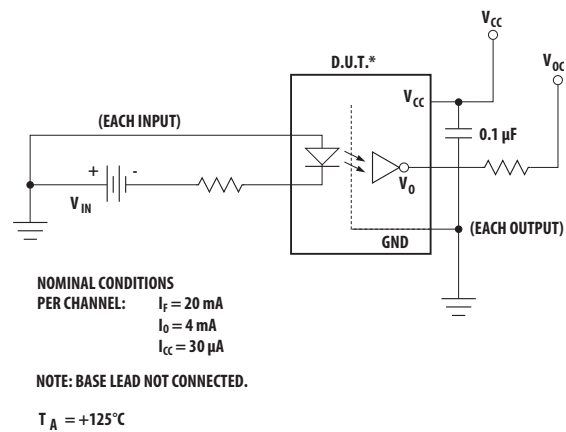 V_CC
V_OC
D.U.T.*
V_CC
(EACH INPUT)
0.1 µF
+ -
V_IN
V_O
(EACH OUTPUT)
GND
NOMINAL CONDITIONS
PER CHANNEL: I_F = 20 mA
I_O = 4 mA
I_CC = 30 µA
NOTE: BASE LEAD NOT CONNECTED.
T_A = +125°C